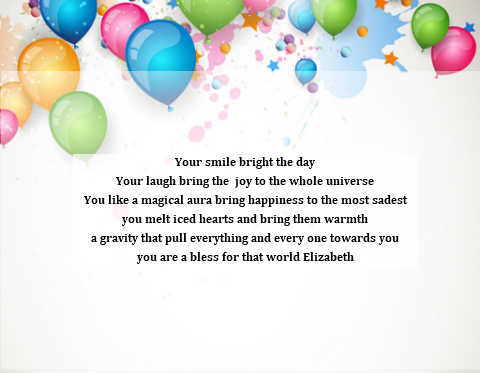 Your smile bright the day
Your laugh bring the joy to the whole universe
You like a magical aura bring happiness to the most sadest
you melt iced hearts and bring them warmth
a gravity that pull everything and every one towards you
you are a bless for that world Elizabeth